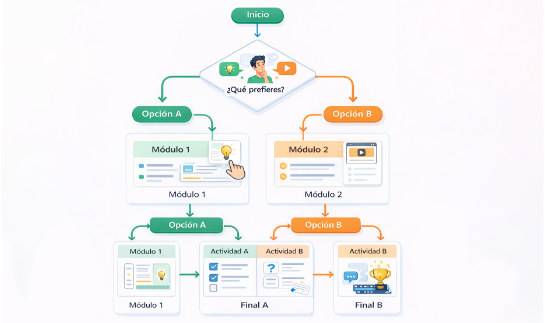 Inicio
¿Qué prefieres?
Opción A
Opción B
Módulo 1
Módulo 2
Módulo 1
Módulo 2
Opción A
Opción B
Módulo 1
Actividad A
Actividad B
Actividad B
Módulo 1
Final A
Final B